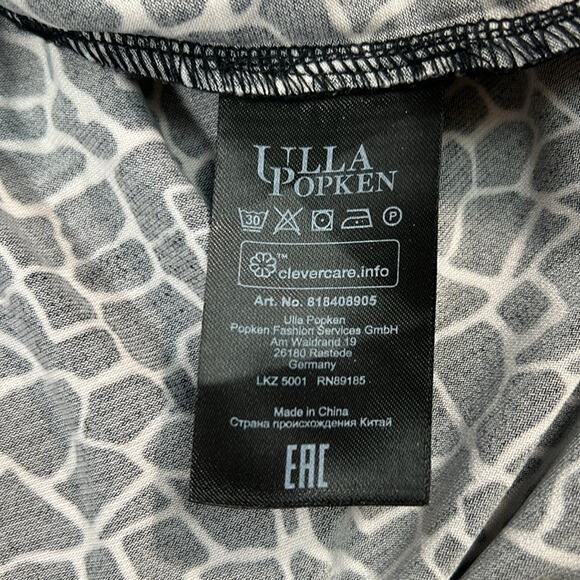 ULLA
POPKEN
30 P
™
clevercare.info
Art. No. 818408905
Ulla Popken
Popken Fashion Services GmbH
Am Waldrand 19
26180 Rastede
Germany
LKZ 5001 RN89185
Made in China
Страна происхождения Китай
EAC